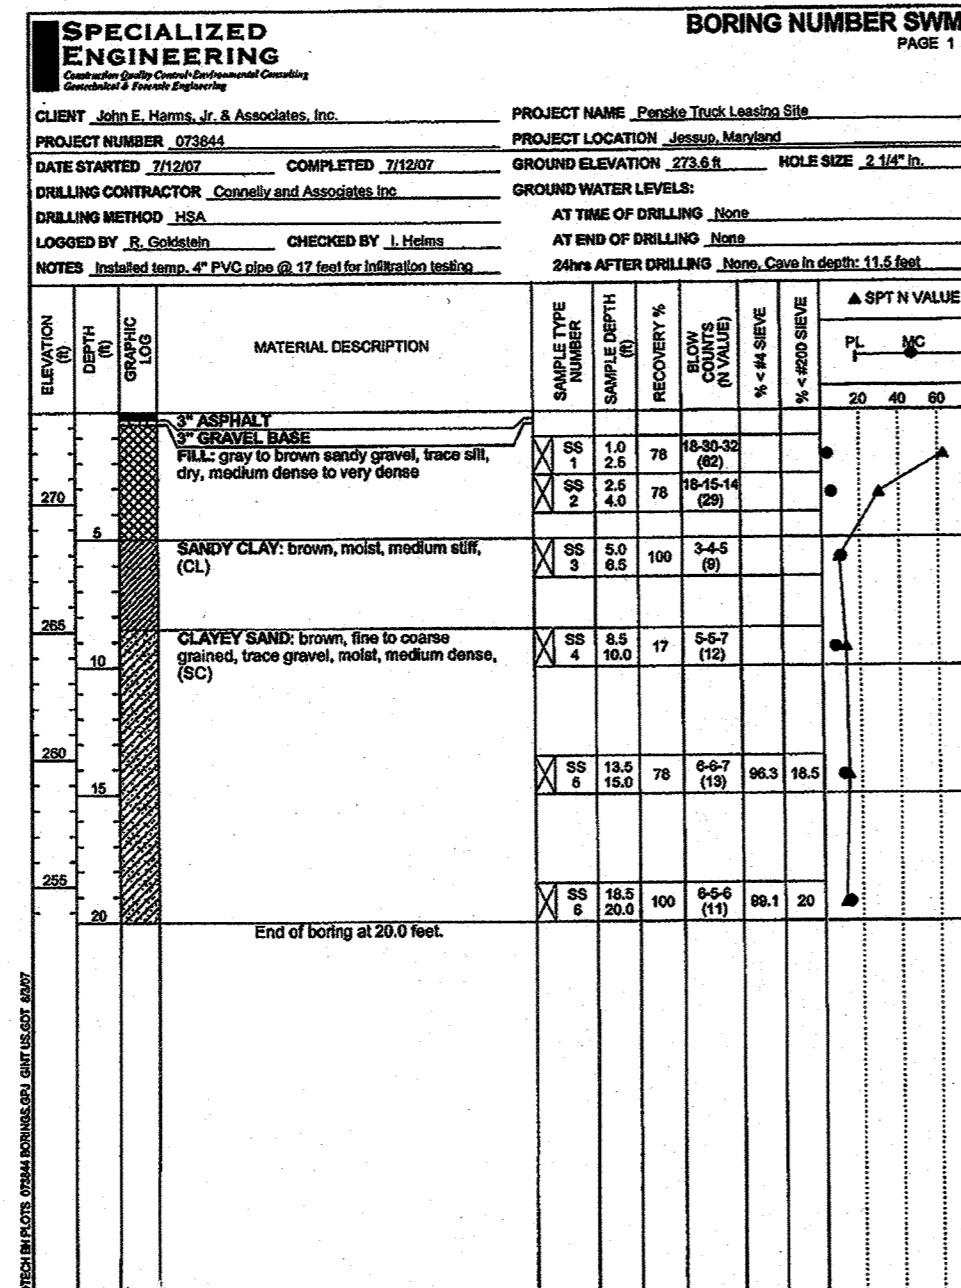 SPECIALIZED
ENGINEERING
Construction Quality Control•Environmental Consulting
Geotechnical & Forensic Engineering
BORING NUMBER SWM
PAGE 1
CLIENT John E. Harms, Jr. & Associates, Inc.
PROJECT NAME Penske Truck Leasing Site
PROJECT NUMBER 073844
PROJECT LOCATION Jessup, Maryland
DATE STARTED 7/12/07 COMPLETED 7/12/07
GROUND ELEVATION 273.6 ft HOLE SIZE 2 1/4" in.
DRILLING CONTRACTOR Connelly and Associates Inc
GROUND WATER LEVELS:
DRILLING METHOD HSA
AT TIME OF DRILLING None
LOGGED BY R. Goldstein CHECKED BY I. Helms
AT END OF DRILLING None
NOTES Installed temp. 4" PVC pipe @ 17 feet for infiltration testing
24hrs AFTER DRILLING None, Cave in depth: 11.5 feet
ELEVATION
(ft)
DEPTH
(ft)
GRAPHIC
LOG
MATERIAL DESCRIPTION
SAMPLE TYPE
NUMBER
SAMPLE DEPTH
(ft)
RECOVERY %
BLOW
COUNTS
(N VALUE)
% < #4 SIEVE
% < #200 SIEVE
▲ SPT N VALUE
PL MC
20 40 60
3" ASPHALT
3" GRAVEL BASE
FILL: gray to brown sandy gravel, trace silt,
dry, medium dense to very dense
SS 1.0 78 18-30-32
1 2.5 (62)
SS 2.5 78 18-15-14
2 4.0 (29)
270
5
SANDY CLAY: brown, moist, medium stiff,
(CL)
SS 5.0 100 3-4-5
3 6.5 (9)
265
CLAYEY SAND: brown, fine to coarse
grained, trace gravel, moist, medium dense,
(SC)
SS 8.5 17 5-5-7
4 10.0 (12)
10
260
SS 13.5 78 6-6-7 96.3 18.5
5 15.0 (13)
15
255
SS 18.5 100 6-5-6 99.1 20
6 20.0 (11)
20
End of boring at 20.0 feet.
TECH BH PLOTS 073844 BORINGS.GPJ GINT US.GDT 8/3/07